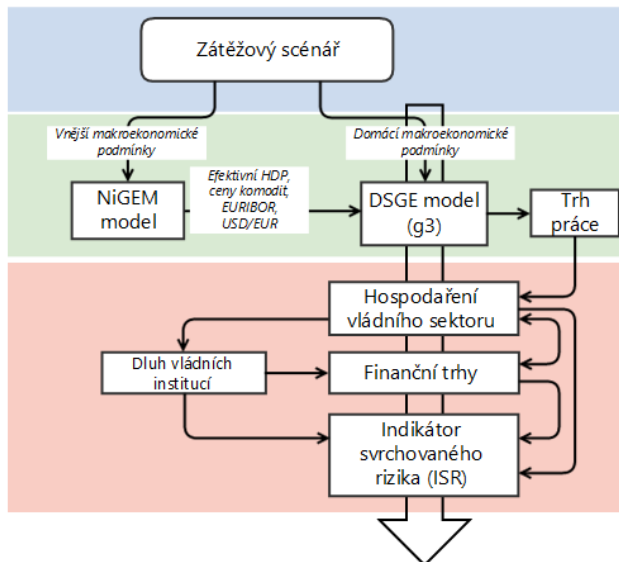 Zátěžový scénář
Vnější makroekonomické
podmínky
Domácí makroekonomické
podmínky
NiGEM
model
Efektivní HDP,
ceny komodit,
EURIBOR,
USD/EUR
DSGE model
(g3)
Trh
práce
Hospodaření
vládního sektoru
Dluh vládních
institucí
Finanční trhy
Indikátor
svrchovaného
rizika (ISR)